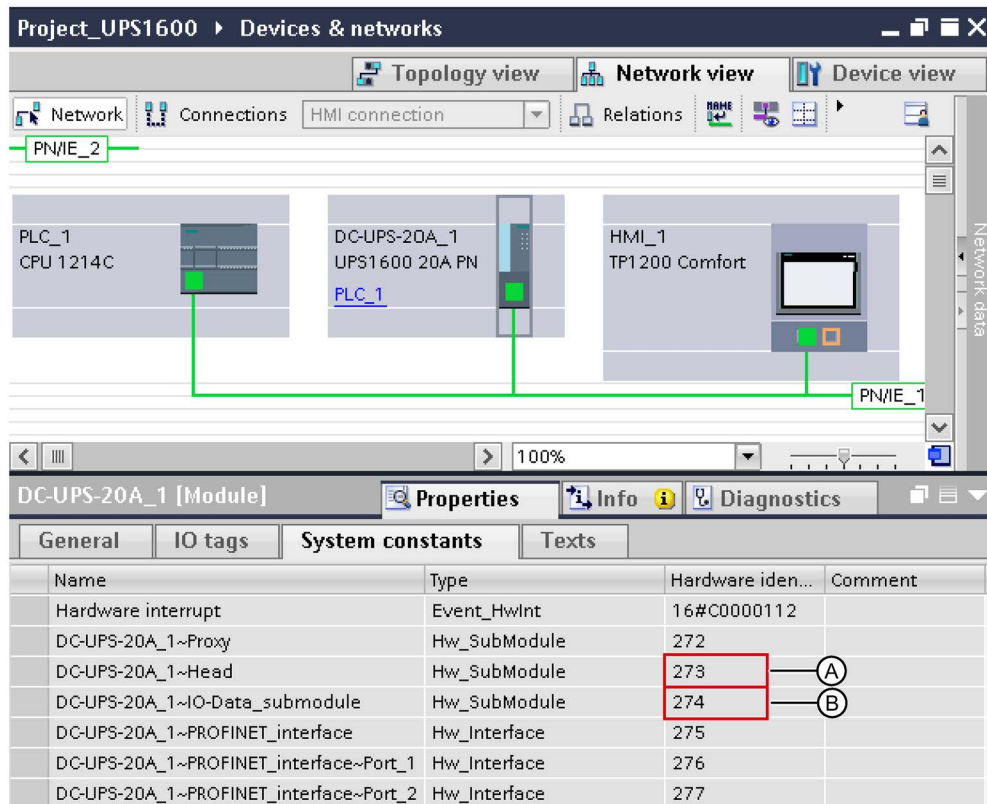 Project_UPS1600 ▸ Devices & networks
Topology view Network view Device view
Network Connections HMI connection Relations
PN/IE_2
PLC_1
CPU 1214C
DC-UPS-20A_1
UPS1600 20A PN
PLC_1
HMI_1
TP1200 Comfort
PN/IE_1
Network data
100%
DC-UPS-20A_1 [Module] Properties Info Diagnostics
General IO tags System constants Texts
Name Type Hardware iden... Comment
Hardware interrupt Event_HwInt 16#C0000112
DC-UPS-20A_1~Proxy Hw_SubModule 272
DC-UPS-20A_1~Head Hw_SubModule 273 A
DC-UPS-20A_1~IO-Data_submodule Hw_SubModule 274 B
DC-UPS-20A_1~PROFINET_interface Hw_Interface 275
DC-UPS-20A_1~PROFINET_interface~Port_1 Hw_Interface 276
DC-UPS-20A_1~PROFINET_interface~Port_2 Hw_Interface 277